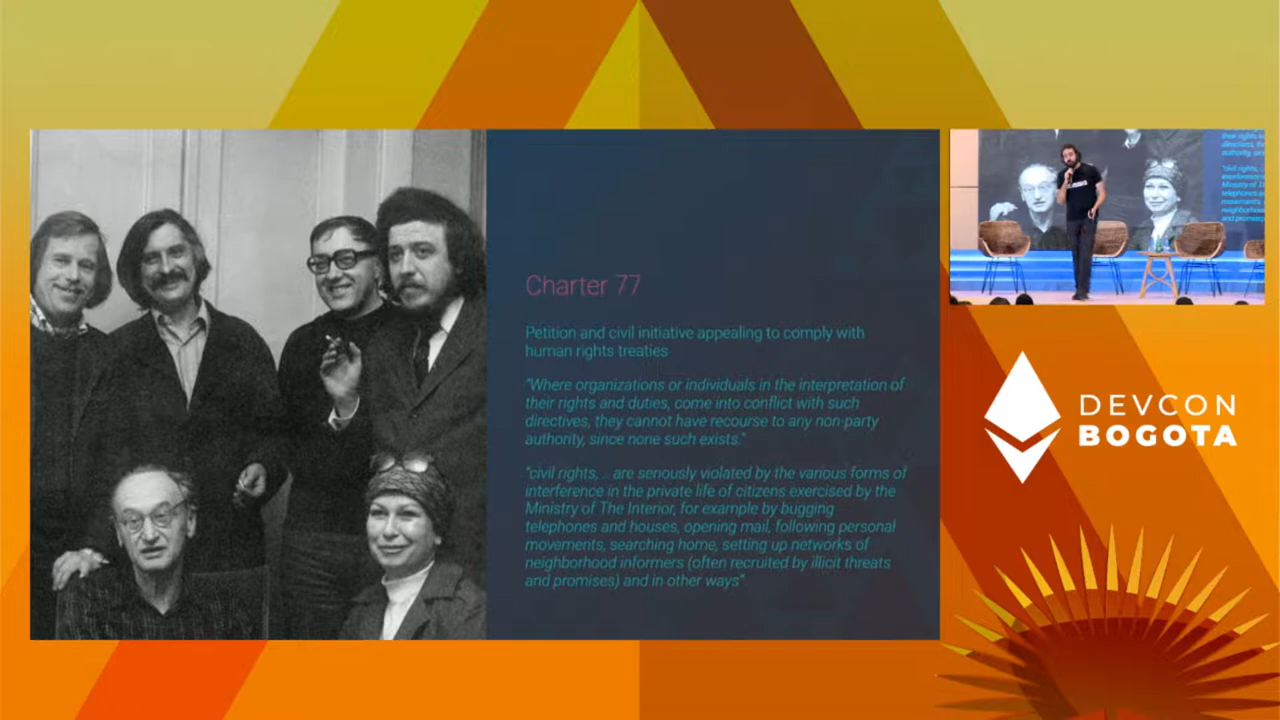 Charter 77
Petition and civil initiative appealing to comply with
human rights treaties
"Where organizations or individuals in the interpretation of
their rights and duties, come into conflict with such
directives, they cannot have recourse to any non-party
authority, since none such exists."
"civil rights, .. are seriously violated by the various forms of
interference in the private life of citizens exercised by the
Ministry of The Interior, for example by bugging
telephones and houses, opening mail, following personal
movements, searching home, setting up networks of
neighborhood informers (often recruited by illicit threats
and promises) and in other ways"
DEVCON
BOGOTA